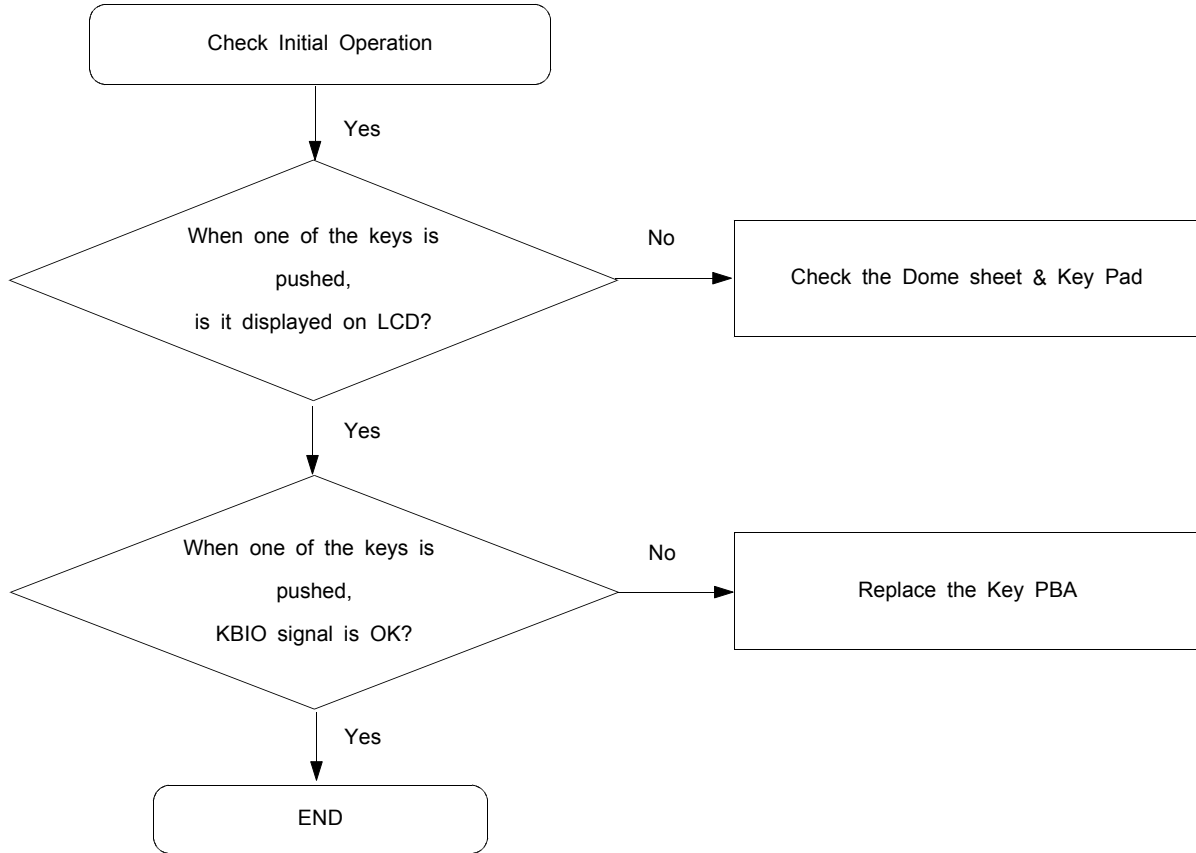 Check Initial Operation
Yes
When one of the keys is
pushed,
is it displayed on LCD?
No
Check the Dome sheet & Key Pad
Yes
When one of the keys is
pushed,
KBIO signal is OK?
No
Replace the Key PBA
Yes
END